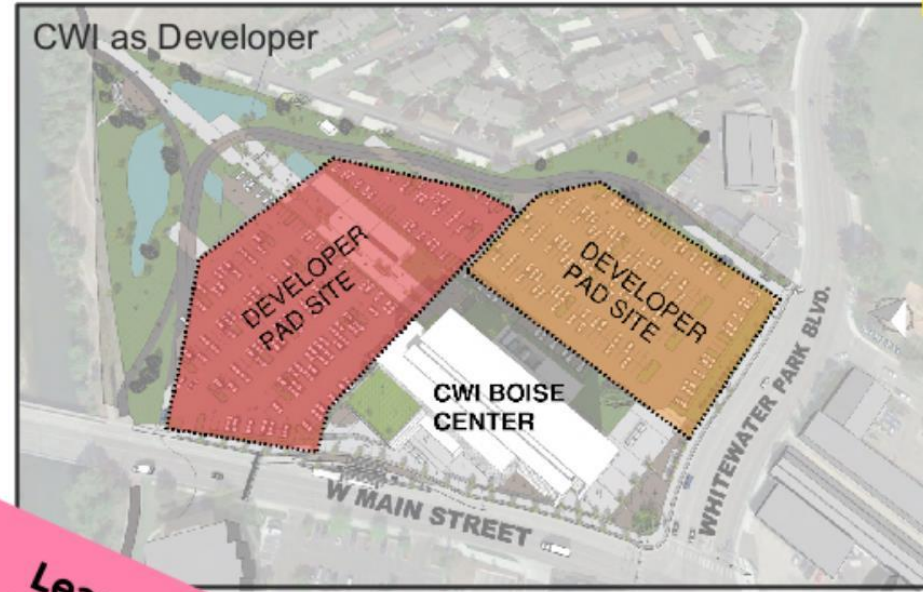 CWI as Developer
DEVELOPER
PAD SITE
DEVELOPER
PAD SITE
CWI BOISE
CENTER
W MAIN STREET
WHITEWATER PARK BLVD.